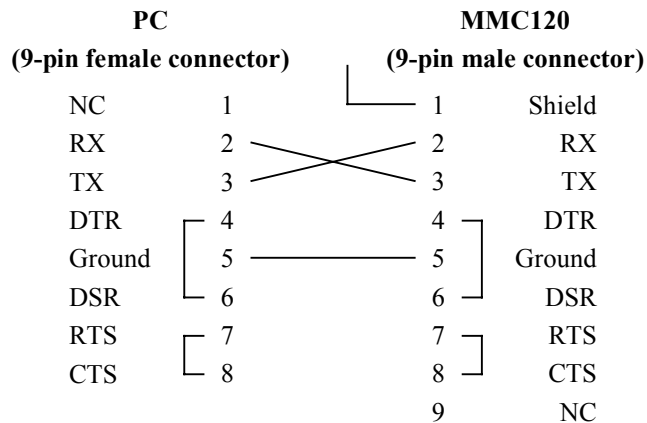 PC MMC120
(9-pin female connector) (9-pin male connector)
NC 1 1 Shield
RX 2 2 RX
TX 3 3 TX
DTR 4 4 DTR
Ground 5 5 Ground
DSR 6 6 DSR
RTS 7 7 RTS
CTS 8 8 CTS
9 NC